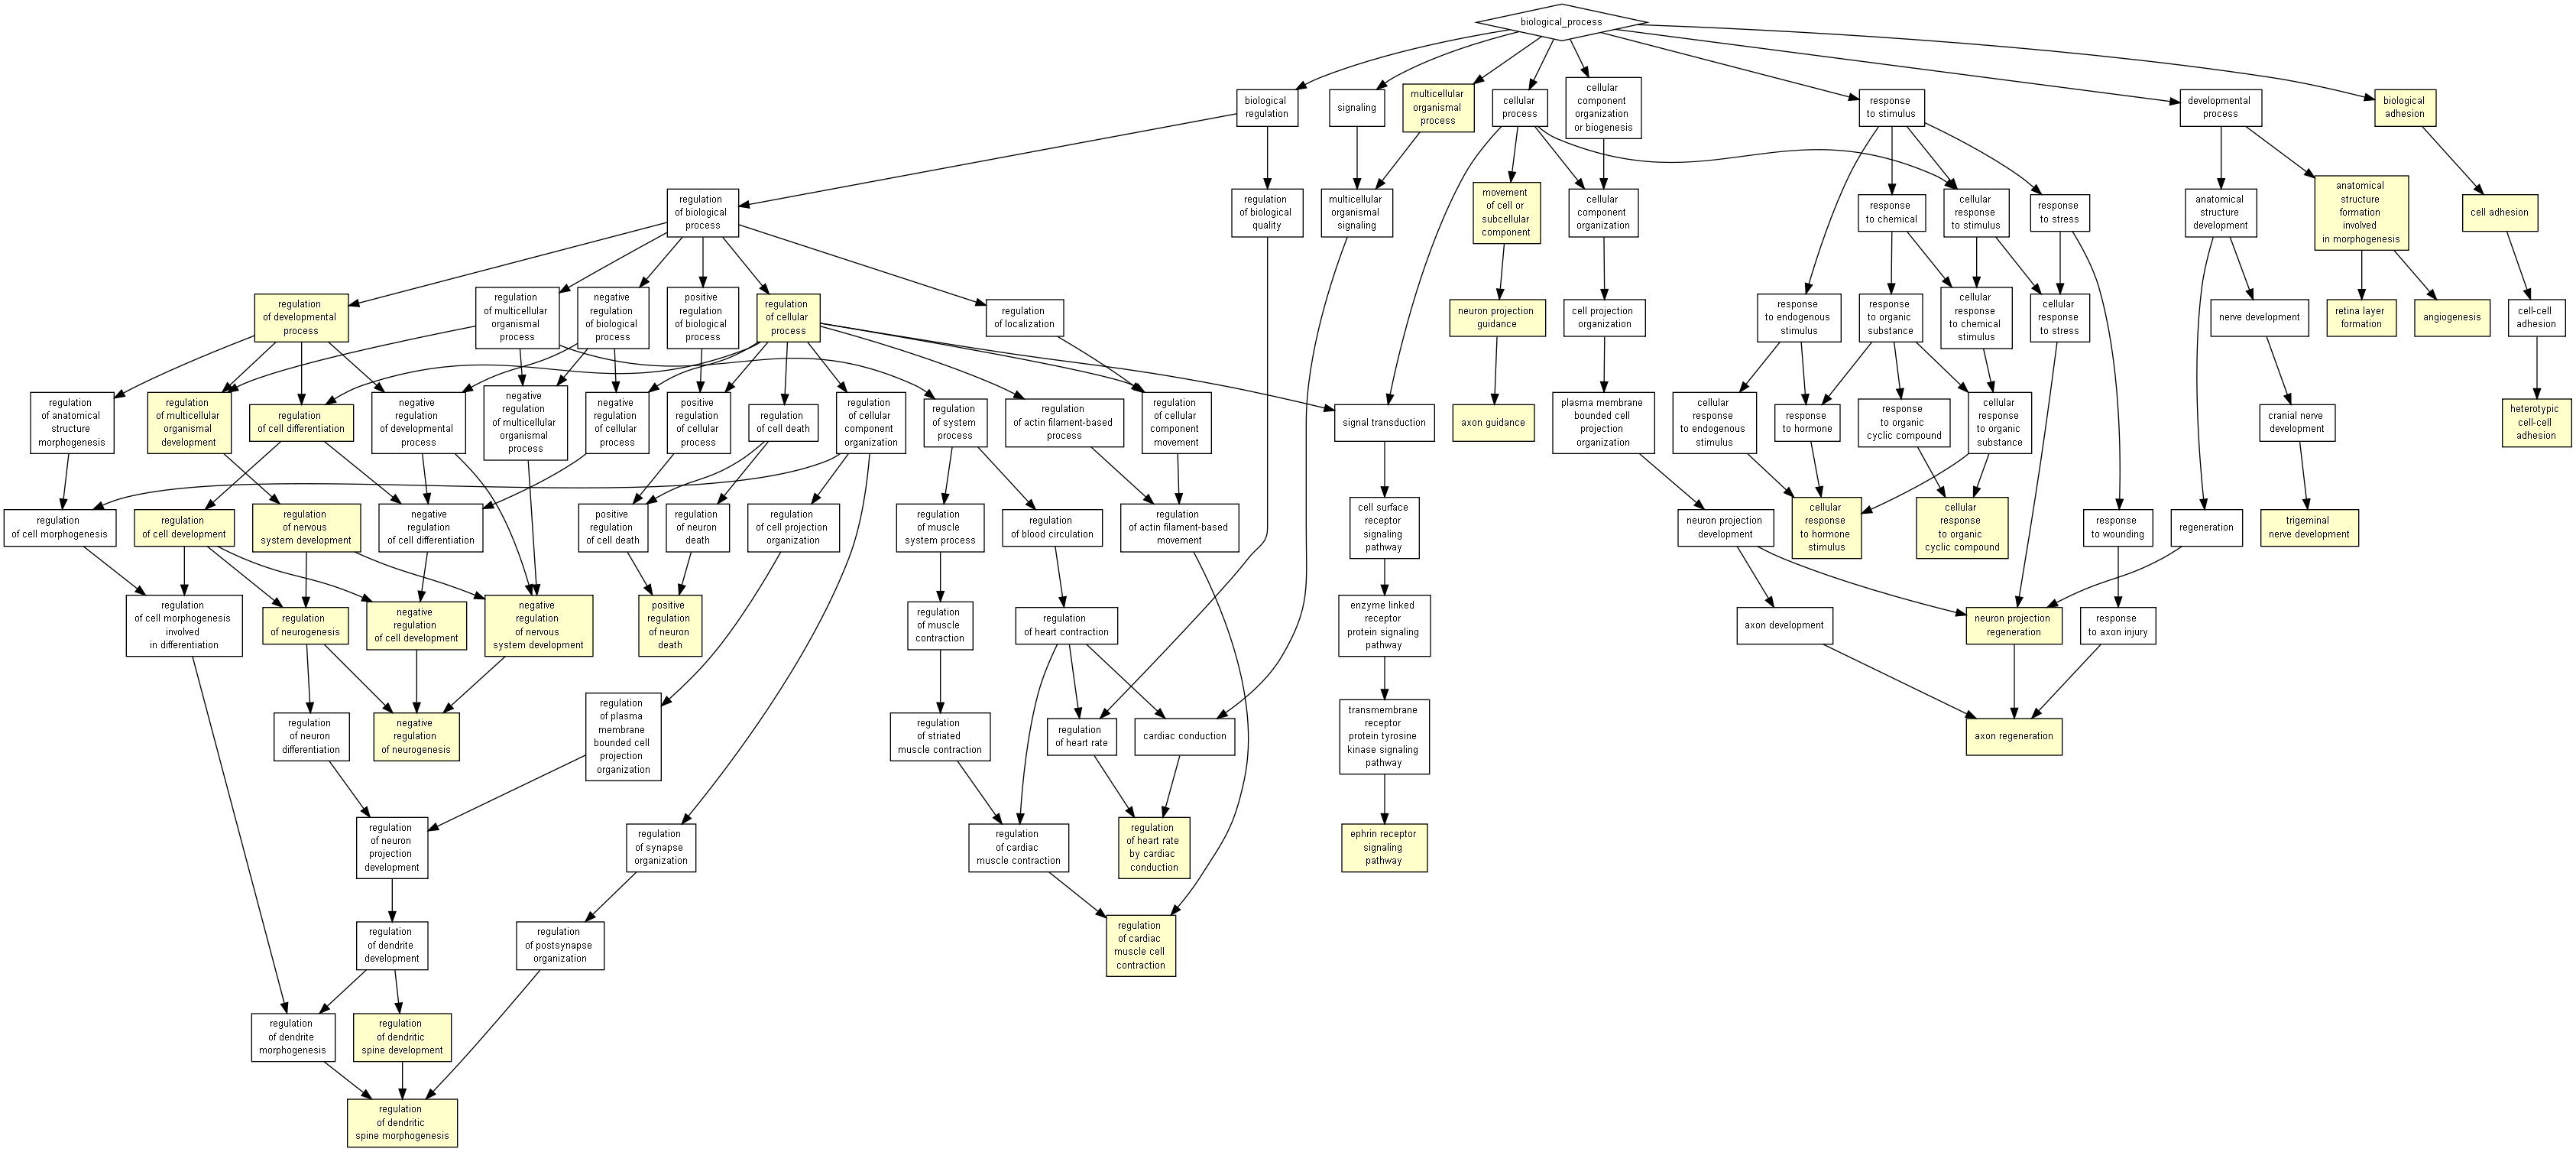 biological_process
biological
regulation
signaling
multicellular
organismal
process
cellular
process
cellular
component
organization
or biogenesis
response
to stimulus
developmental
process
biological
adhesion
regulation
of biological
process
regulation
of biological
quality
multicellular
organismal
signaling
movement
of cell or
subcellular
component
cellular
component
organization
response
to chemical
cellular
response
to stimulus
response
to stress
anatomical
structure
development
anatomical
structure
formation
involved
in morphogenesis
cell adhesion
regulation
of developmental
process
regulation
of multicellular
organismal
process
negative
regulation
of biological
process
positive
regulation
of biological
process
regulation
of cellular
process
regulation
of localization
neuron projection
guidance
cell projection
organization
response
to endogenous
stimulus
response
to organic
substance
cellular
response
to chemical
stimulus
cellular
response
to stress
nerve development
retina layer
formation
angiogenesis
cell-cell
adhesion
regulation
of anatomical
structure
morphogenesis
regulation
of multicellular
organismal
development
regulation
of cell differentiation
negative
regulation
of developmental
process
negative
regulation
of multicellular
organismal
process
negative
regulation
of cellular
process
positive
regulation
of cellular
process
regulation
of cell death
regulation
of cellular
component
organization
regulation
of system
process
regulation
of actin filament-based
process
regulation
of cellular
component
movement
signal transduction
axon guidance
plasma membrane
bounded cell
projection
organization
cellular
response
to endogenous
stimulus
response
to hormone
response
to organic
cyclic compound
cellular
response
to organic
substance
cranial nerve
development
heterotypic
cell-cell
adhesion
regulation
of cell morphogenesis
regulation
of cell development
regulation
of nervous
system development
negative
regulation
of cell differentiation
positive
regulation
of cell death
regulation
of neuron
death
regulation
of cell projection
organization
regulation
of muscle
system process
regulation
of blood circulation
regulation
of actin filament-based
movement
cell surface
receptor
signaling
pathway
neuron projection
development
cellular
response
to hormone
stimulus
cellular
response
to organic
cyclic compound
response
to wounding
regeneration
trigeminal
nerve development
regulation
of cell morphogenesis
involved
in differentiation
regulation
of neurogenesis
negative
regulation
of cell development
negative
regulation
of nervous
system development
positive
regulation
of neuron
death
regulation
of muscle
contraction
regulation
of heart contraction
enzyme linked
receptor
protein signaling
pathway
axon development
neuron projection
regeneration
response
to axon injury
regulation
of neuron
differentiation
negative
regulation
of neurogenesis
regulation
of plasma
membrane
bounded cell
projection
organization
regulation
of striated
muscle contraction
regulation
of heart rate
cardiac conduction
transmembrane
receptor
protein tyrosine
kinase signaling
pathway
axon regeneration
regulation
of neuron
projection
development
regulation
of synapse
organization
regulation
of cardiac
muscle contraction
regulation
of heart rate
by cardiac
conduction
ephrin receptor
signaling
pathway
regulation
of dendrite
development
regulation
of postsynapse
organization
regulation
of cardiac
muscle cell
contraction
regulation
of dendrite
morphogenesis
regulation
of dendritic
spine development
regulation
of dendritic
spine morphogenesis